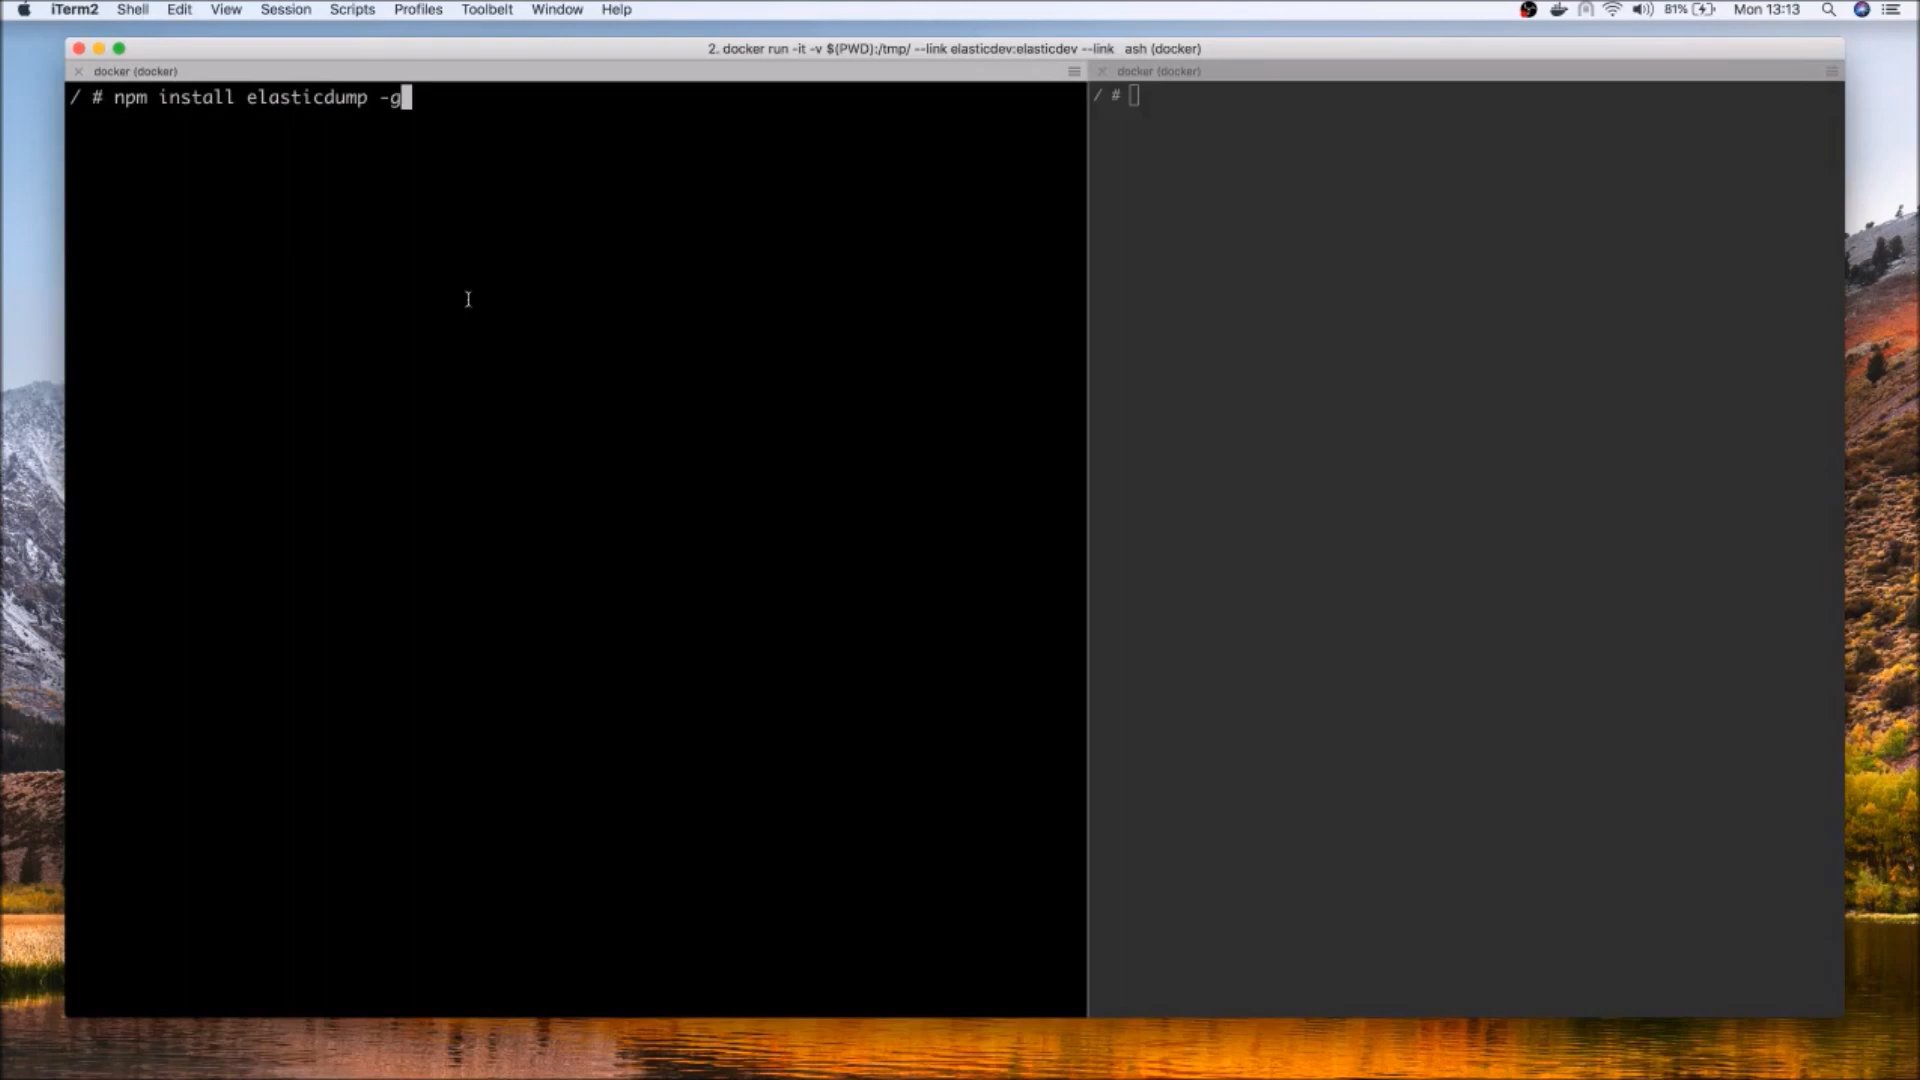 iTerm2 Shell Edit View Session Scripts Profiles Toolbelt Window Help 81% Mon 13:13
2. docker run -it -v $(PWD):/tmp/ --link elasticdev:elasticdev --link ash (docker)
docker (docker)
docker (docker)
/ # npm install elasticdump -g
/ #